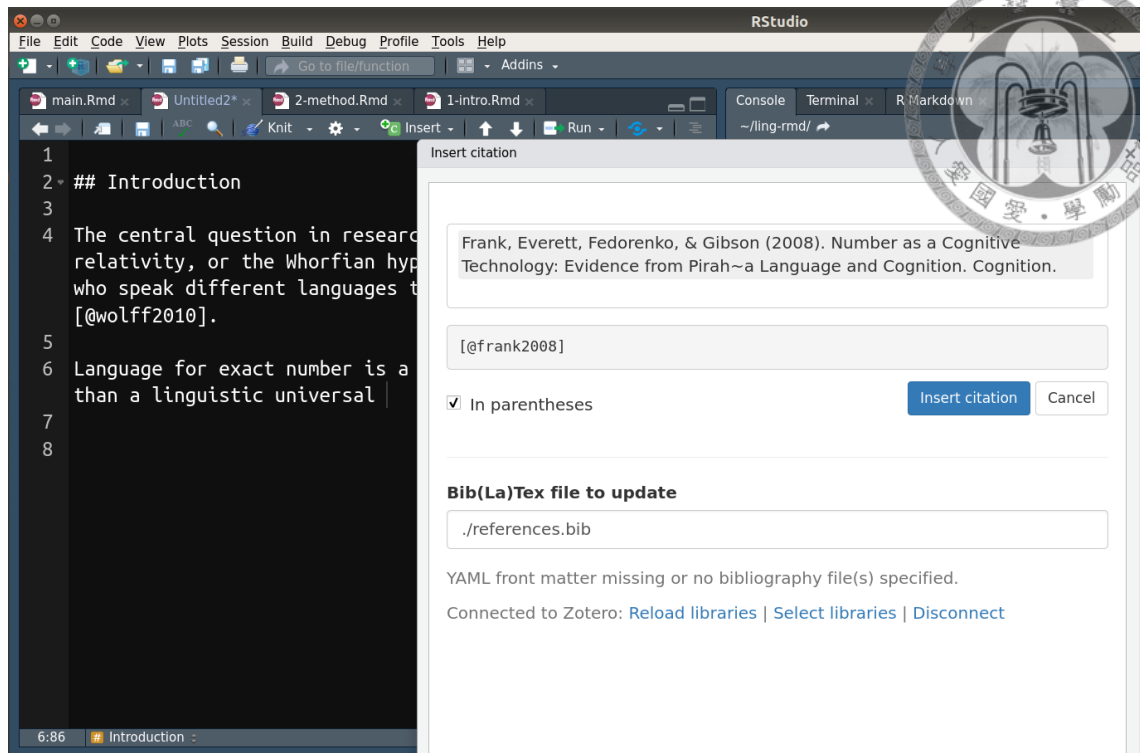 RStudio
File Edit Code View Plots Session Build Debug Profile Tools Help
Go to file/function Addins
main.Rmd Untitled2* 2-method.Rmd 1-intro.Rmd
Console Terminal R Markdown
ABC Knit Insert Run
~/ling-rmd/
1
2 ## Introduction
3
4 The central question in researc
relativity, or the Whorfian hyp
who speak different languages t
[@wolff2010].
5
6 Language for exact number is a
than a linguistic universal
7
8
6:86 # Introduction
Insert citation
Frank, Everett, Fedorenko, & Gibson (2008). Number as a Cognitive
Technology: Evidence from Pirah~a Language and Cognition. Cognition.
[@frank2008]
In parentheses
Insert citation Cancel
Bib(La)Tex file to update
./references.bib
YAML front matter missing or no bibliography file(s) specified.
Connected to Zotero: Reload libraries | Select libraries | Disconnect
愛國愛學勵